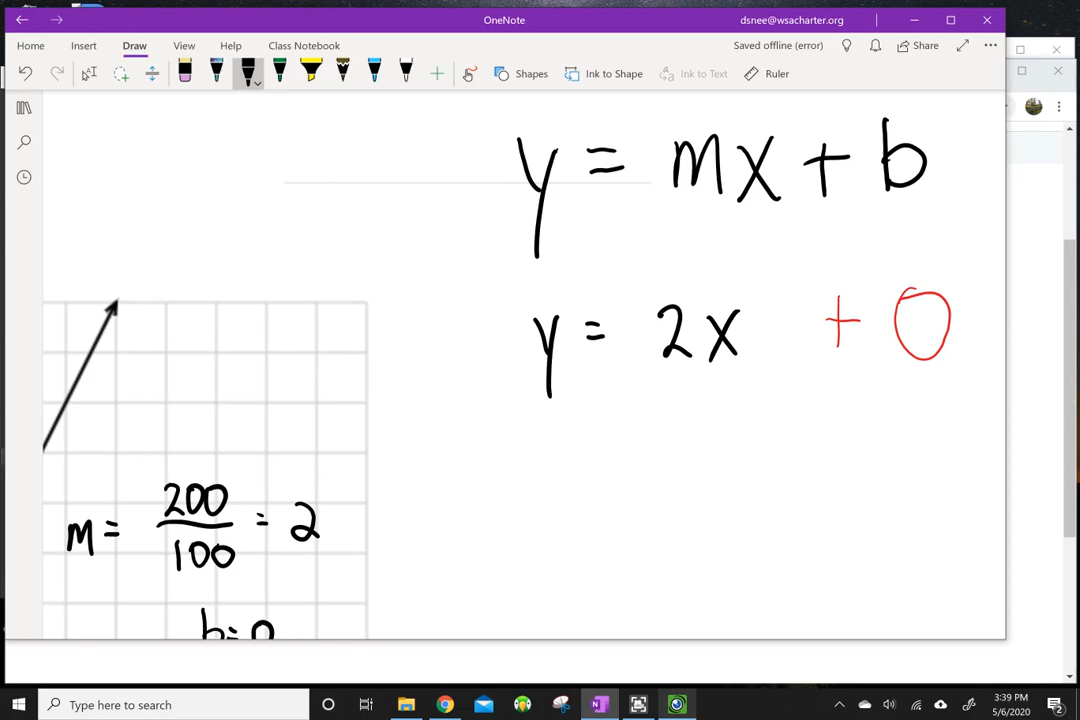 OneNote
dsnee@wsacharter.org
Home Insert Draw View Help Class Notebook
Saved offline (error)
Share
Shapes
Ink to Shape
Ink to Text
Ruler
y = mx + b
y = 2x + 0
m = 200/100 = 2
b = 0
Type here to search
3:39 PM
5/6/2020
2